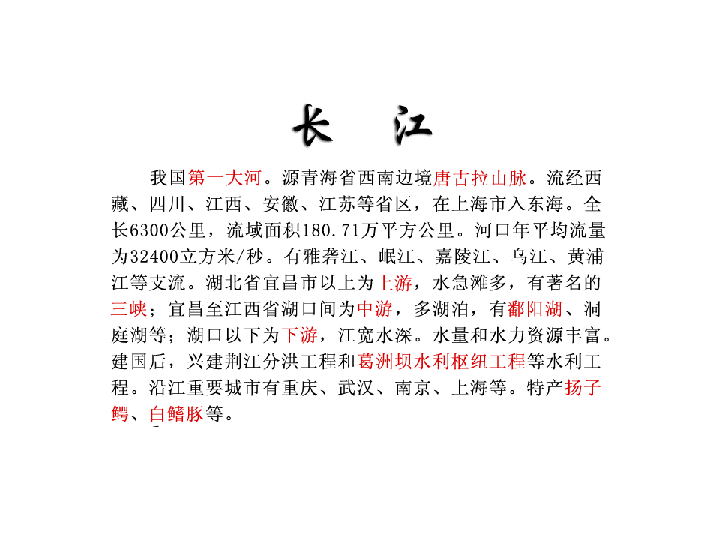 长 江
我国第一大河。源青海省西南边境唐古拉山脉。流经西
藏、四川、江西、安徽、江苏等省区，在上海市入东海。全
长6300公里，流域面积180.71万平方公里。河口年平均流量
为32400立方米/秒。有雅砻江、岷江、嘉陵江、乌江、黄浦
江等支流。湖北省宜昌市以上为上游，水急滩多，有著名的
三峡；宜昌至江西省湖口间为中游，多湖泊，有鄱阳湖、洞
庭湖等；湖口以下为下游，江宽水深。水量和水力资源丰富。
建国后，兴建荆江分洪工程和葛洲坝水利枢纽工程等水利工
程。沿江重要城市有重庆、武汉、南京、上海等。特产扬子
鳄、白鳍豚等。